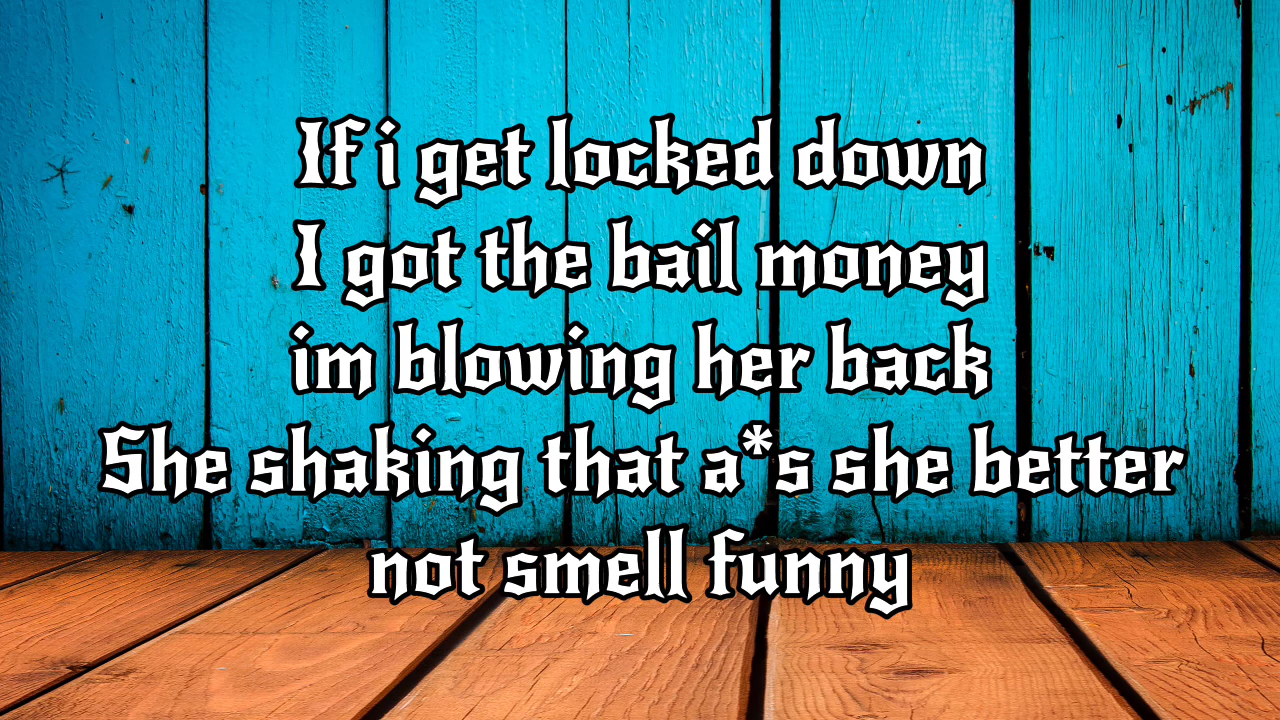 If i get locked down
I got the bail money
im blowing her back
She shaking that a*s she better
not smell funny